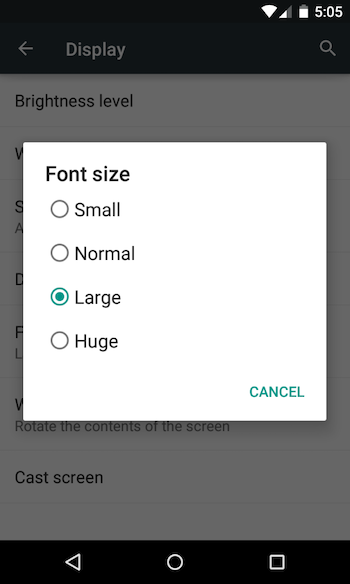 5:05
Display
Brightness level
W
Font size
S
Small
A
Normal
D
Large
F
L
Huge
CANCEL
W
Rotate the contents of the screen
Cast screen